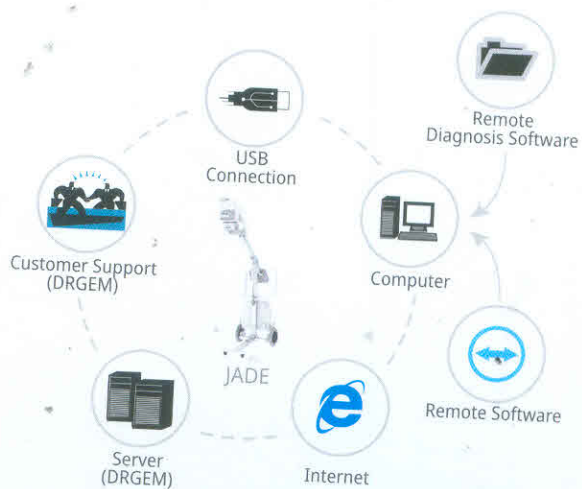 Remote
Diagnosis Software
USB
Connection
Customer Support
(DRGEM)
Computer
JADE
Remote Software
Server
(DRGEM)
Internet